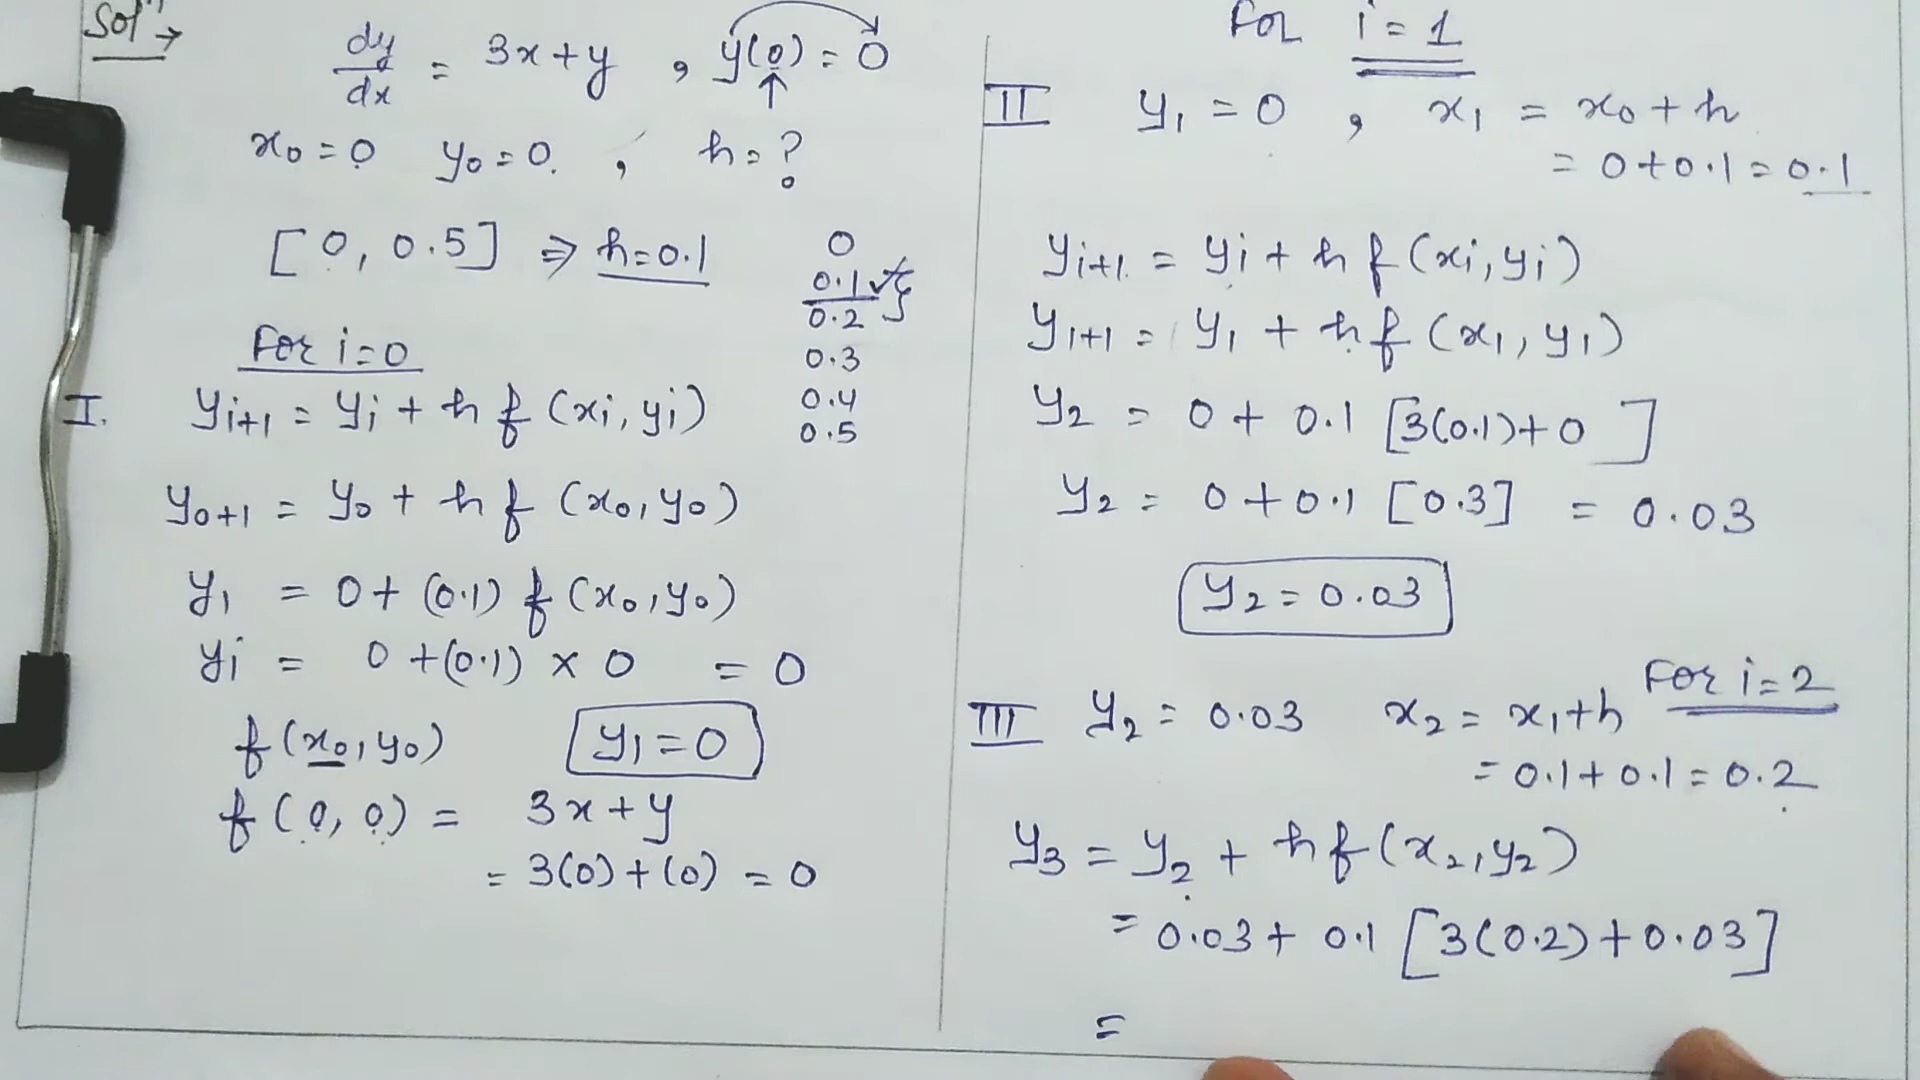 Solⁿ →
dy/dx = 3x+y , y(0) = 0
x₀ = 0 y₀ = 0. , h = ?
[0, 0.5] ⇒ h=0.1
0
0.1
0.2
0.3
0.4
0.5
For i=0
I. yᵢ₊₁ = yᵢ + h f (xᵢ, yᵢ)
y₀₊₁ = y₀ + h f (x₀, y₀)
y₁ = 0 + (0.1) f (x₀, y₀)
yi = 0 + (0.1) × 0 = 0
f(x₀, y₀) y₁ = 0
f(0, 0) = 3x+y
= 3(0)+(0) = 0
For i = 1
II y₁ = 0 , x₁ = x₀ + h
= 0+0.1 = 0.1
yᵢ₊₁ = yᵢ + h f (xᵢ, yᵢ)
y₁₊₁ = y₁ + h f (x₁, y₁)
y₂ = 0 + 0.1 [3(0.1)+0]
y₂ = 0+0.1 [0.3] = 0.03
y₂ = 0.03
For i=2
III y₂ = 0.03 x₂ = x₁+h
= 0.1+0.1 = 0.2
y₃ = y₂ + hf(x₂, y₂)
= 0.03+ 0.1 [3(0.2)+0.03]
=